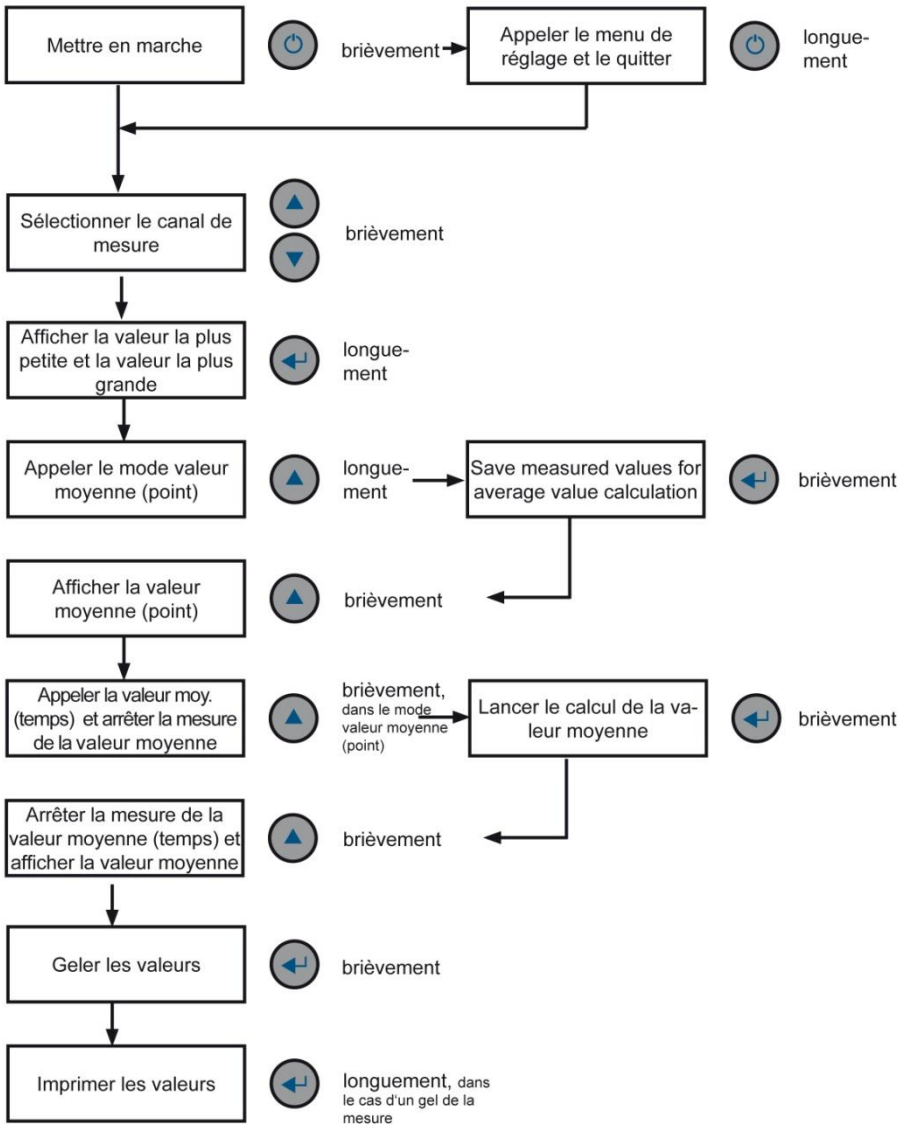 Mettre en marche
brièvement
Appeler le menu de
réglage et le quitter
longue-
ment
Sélectionner le canal de
mesure
brièvement
Afficher la valeur la plus
petite et la valeur la plus
grande
longue-
ment
Appeler le mode valeur
moyenne (point)
longue-
ment
Save measured values for
average value calculation
brièvement
Afficher la valeur
moyenne (point)
brièvement
Appeler la valeur moy.
(temps) et arrêter la mesure
de la valeur moyenne
brièvement,
dans le mode
valeur moyenne
(point)
Lancer le calcul de la va-
leur moyenne
brièvement
Arrêter la mesure de la
valeur moyenne (temps) et
afficher la valeur moyenne
brièvement
Geler les valeurs
brièvement
Imprimer les valeurs
longuement, dans
le cas d'un gel de la
mesure